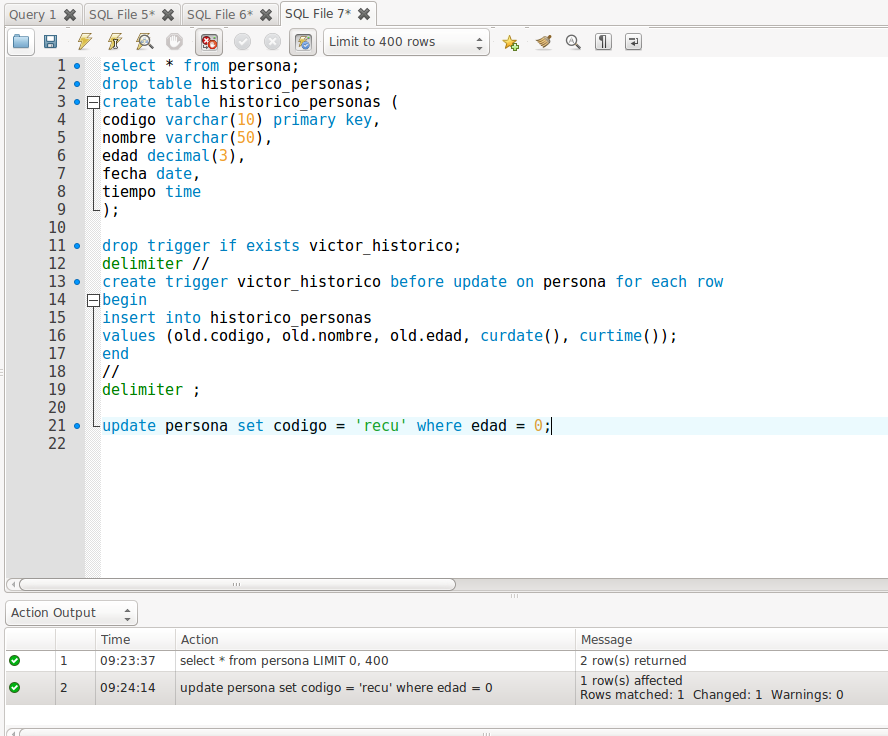 Query 1 SQL File 5* SQL File 6* SQL File 7*
Limit to 400 rows
1 select * from persona;
2 drop table historico_personas;
3 create table historico_personas (
4 codigo varchar(10) primary key,
5 nombre varchar(50),
6 edad decimal(3),
7 fecha date,
8 tiempo time
9 );
10
11 drop trigger if exists victor_historico;
12 delimiter //
13 create trigger victor_historico before update on persona for each row
14 begin
15 insert into historico_personas
16 values (old.codigo, old.nombre, old.edad, curdate(), curtime());
17 end
18 //
19 delimiter ;
20
21 update persona set codigo = 'recu' where edad = 0;
22
Action Output
Time Action Message
1 09:23:37 select * from persona LIMIT 0, 400 2 row(s) returned
2 09:24:14 update persona set codigo = 'recu' where edad = 0 1 row(s) affected
Rows matched: 1 Changed: 1 Warnings: 0